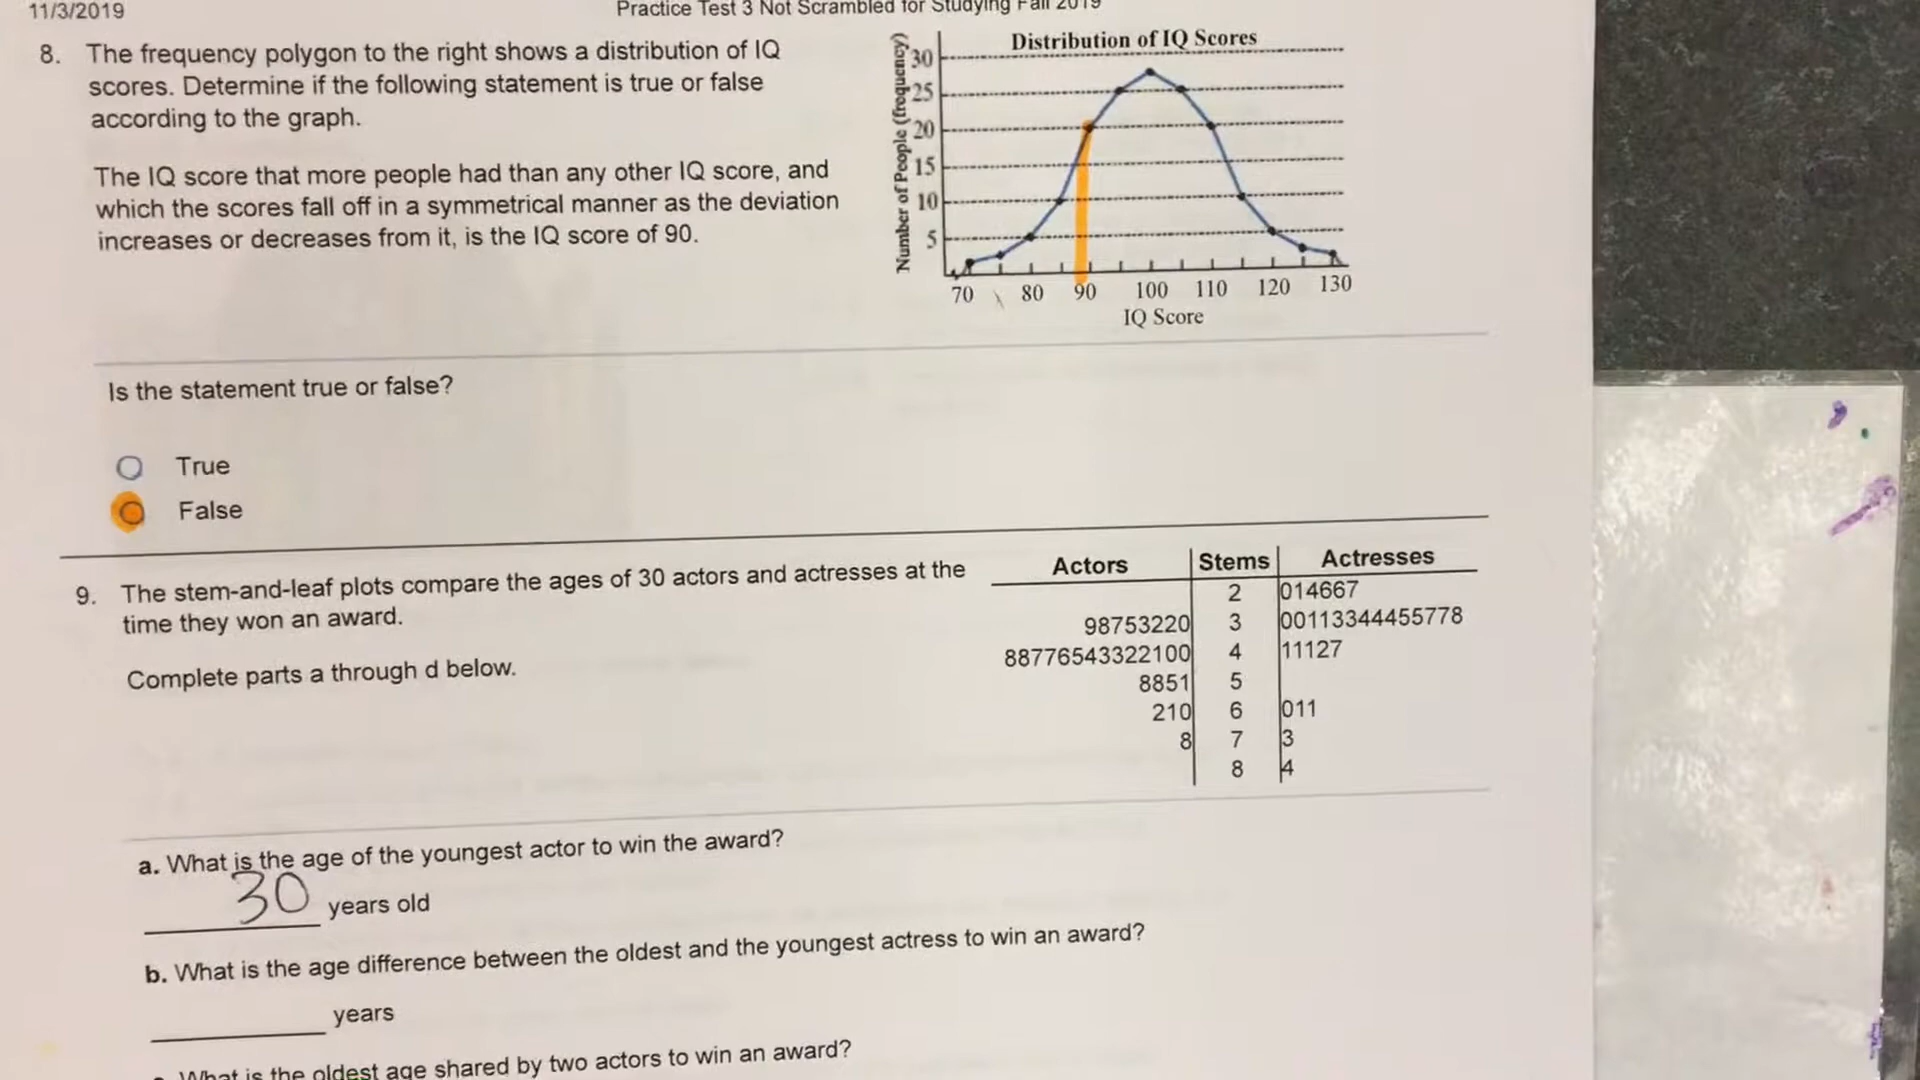 11/3/2019
Practice Test 3 Not Scrambled for Studying Fall 2019
8. The frequency polygon to the right shows a distribution of IQ
scores. Determine if the following statement is true or false
according to the graph.
The IQ score that more people had than any other IQ score, and
which the scores fall off in a symmetrical manner as the deviation
increases or decreases from it, is the IQ score of 90.
Distribution of IQ Scores
Number of People (frequency)
30
25
20
15
10
5
70 80 90 100 110 120 130
IQ Score
Is the statement true or false?
True
False
9. The stem-and-leaf plots compare the ages of 30 actors and actresses at the
time they won an award.
Complete parts a through d below.
Actors Stems Actresses
2 014667
98753220 3 00113344455778
88776543322100 4 11127
8851 5
210 6 011
8 7 3
8 4
a. What is the age of the youngest actor to win the award?
30 years old
b. What is the age difference between the oldest and the youngest actress to win an award?
years
What is the oldest age shared by two actors to win an award?